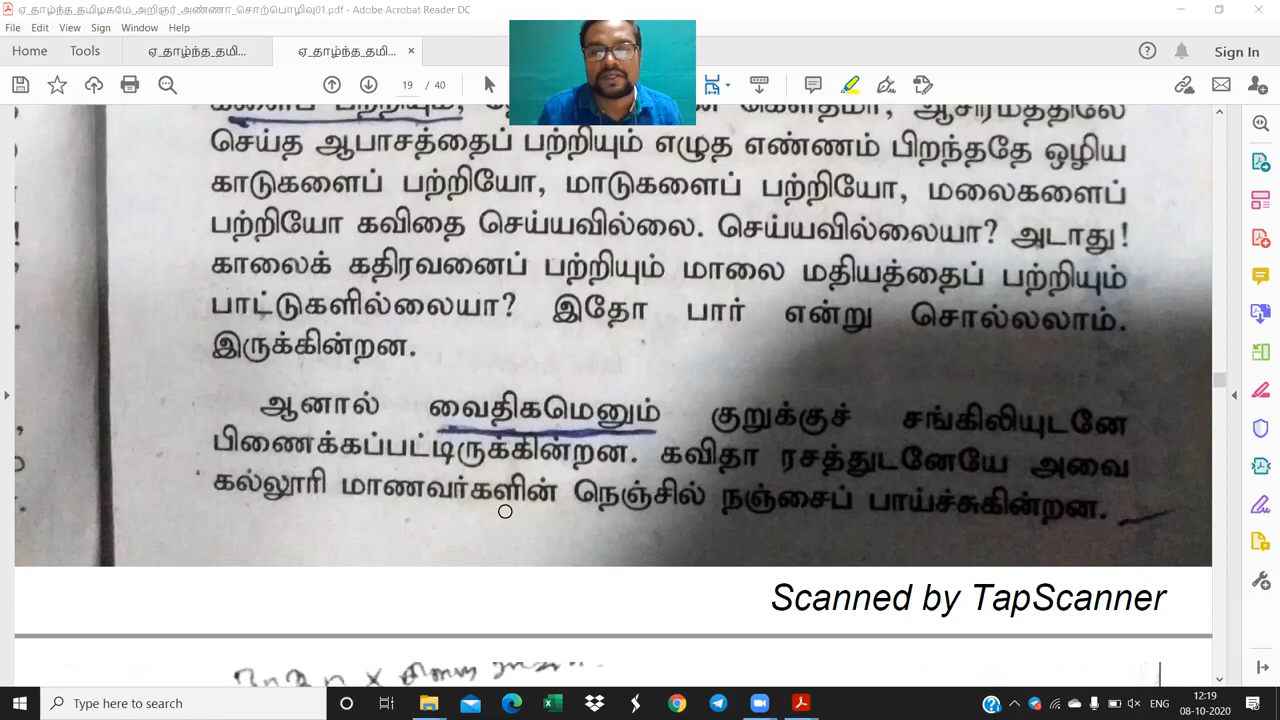 ஏ_தாழ்ந்த_தமிழகமே_அறிஞர்_அண்ணா_சொற்பொழிவு01.pdf - Adobe Acrobat Reader DC
File Edit View Sign Window Help
Home Tools ஏ_தாழ்ந்த_தமி... ஏ_தாழ்ந்த_தமி... × Sign In
19 / 40
களைப் பற்றியும், ஆசிரமத்திலே
செய்த ஆபாசத்தைப் பற்றியும் எழுத எண்ணம் பிறந்ததே ஒழிய
காடுகளைப் பற்றியோ, மாடுகளைப் பற்றியோ, மலைகளைப்
பற்றியோ கவிதை செய்யவில்லை. செய்யவில்லையா? அடாது!
காலைக் கதிரவனைப் பற்றியும் மாலை மதியத்தைப் பற்றியும்
பாட்டுகளில்லையா? இதோ பார் என்று சொல்லலாம்.
இருக்கின்றன.
ஆனால் வைதிகமெனும் குறுக்குச் சங்கிலியுடனே
பிணைக்கப்பட்டிருக்கின்றன. கவிதா ரசத்துடனேயே அவை
கல்லூரி மாணவர்களின் நெஞ்சில் நஞ்சைப் பாய்ச்சுகின்றன.
Scanned by TapScanner
Type here to search
ENG
12:19
08-10-2020